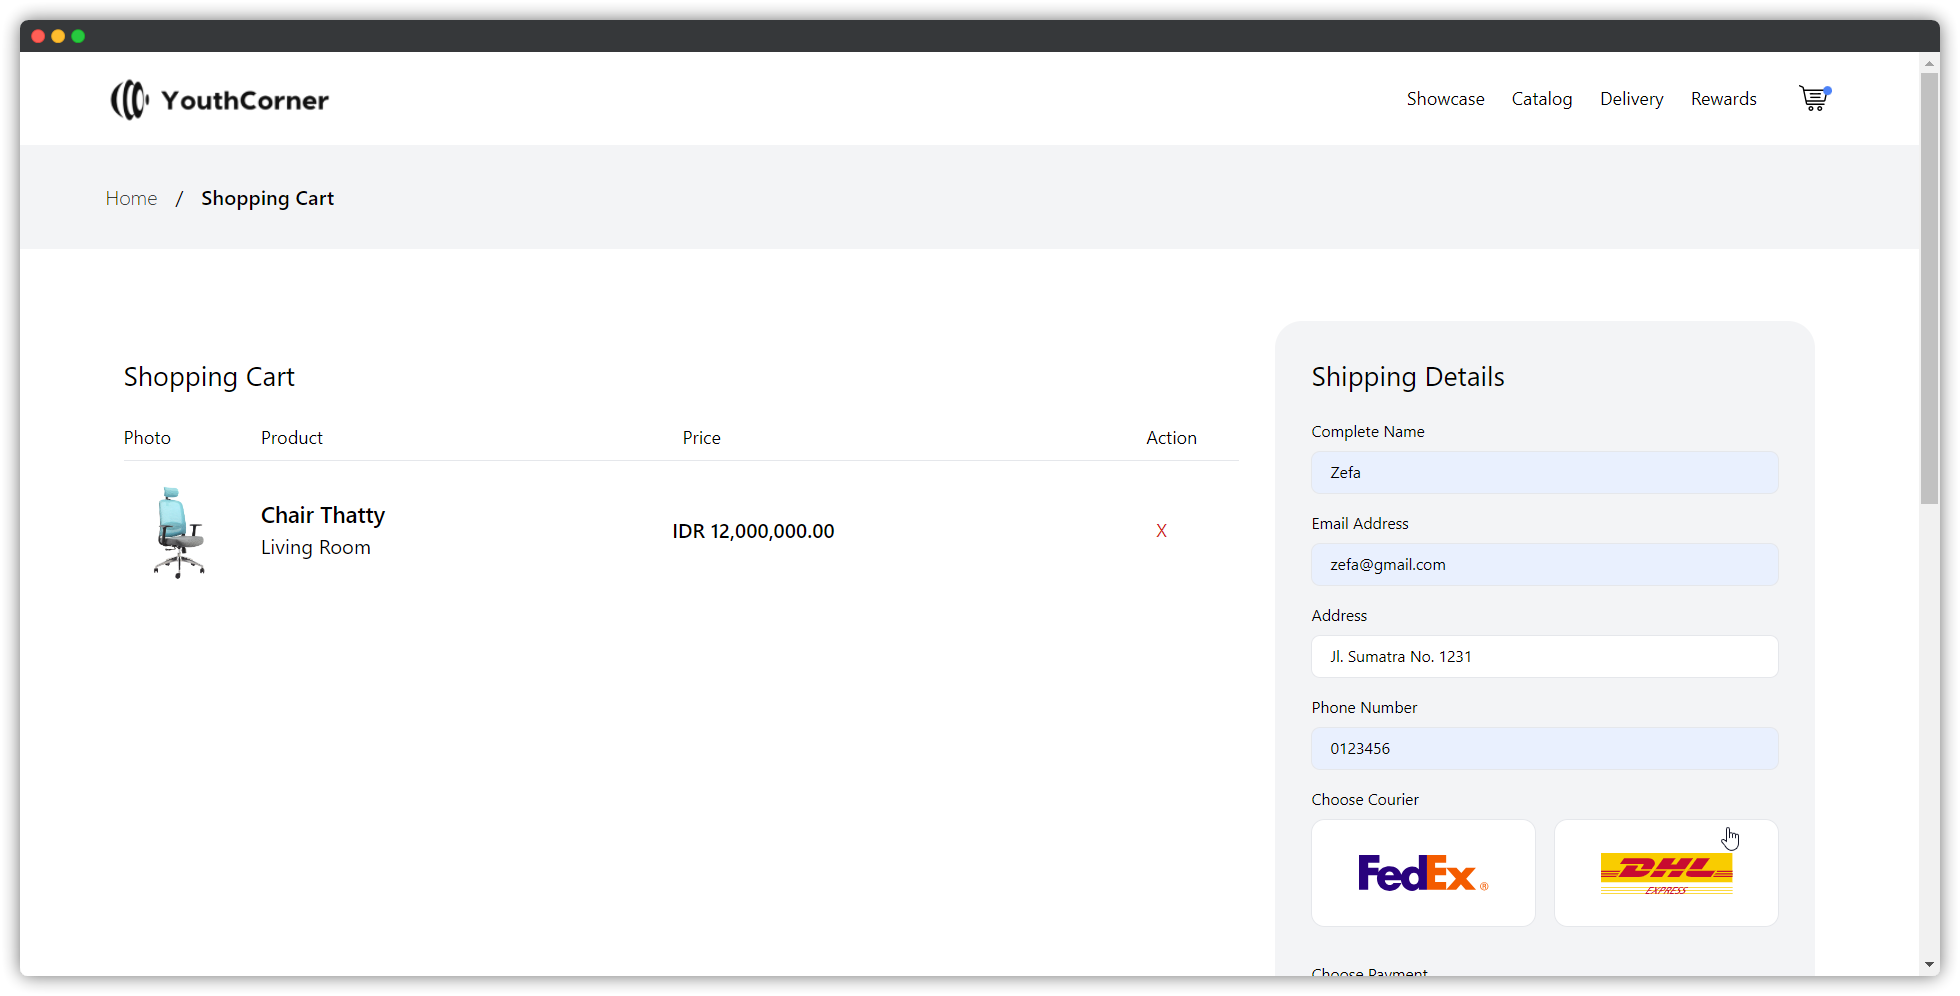 YouthCorner
Showcase Catalog Delivery Rewards
Home / Shopping Cart
Shopping Cart
Photo Product Price Action
Chair Thatty
Living Room
IDR 12,000,000.00
X
Shipping Details
Complete Name
Zefa
Email Address
zefa@gmail.com
Address
Jl. Sumatra No. 1231
Phone Number
0123456
Choose Courier
FedEx ®
DHL
EXPRESS
Choose Payment